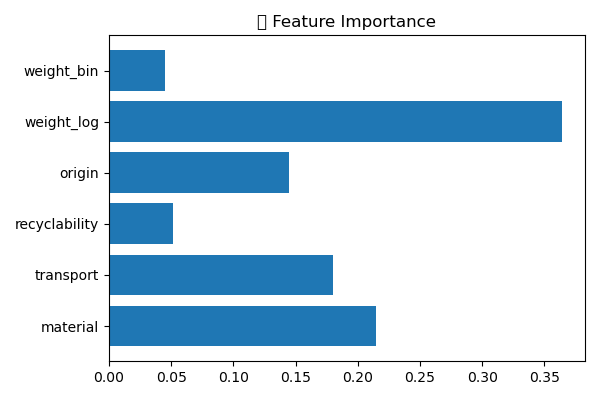 Feature Importance
weight_bin
weight_log
origin
recyclability
transport
material
0.00 0.05 0.10 0.15 0.20 0.25 0.30 0.35